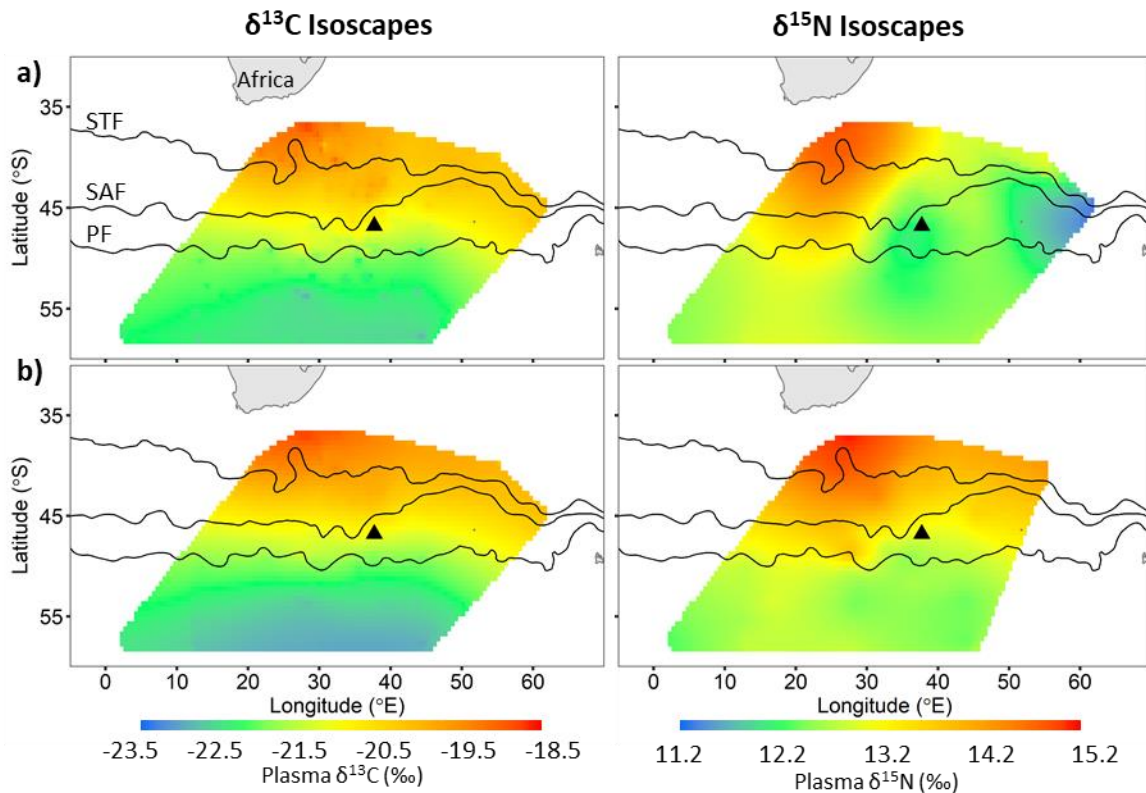 δ¹³C Isoscapes
δ¹⁵N Isoscapes
a)
Africa
35
STF
SAF
45
PF
55
Latitude (°S)
b)
35
45
55
Latitude (°S)
0 10 20 30 40 50 60
0 10 20 30 40 50 60
Longitude (°E)
Longitude (°E)
-23.5 -22.5 -21.5 -20.5 -19.5 -18.5
11.2 12.2 13.2 14.2 15.2
Plasma δ¹³C (‰)
Plasma δ¹⁵N (‰)